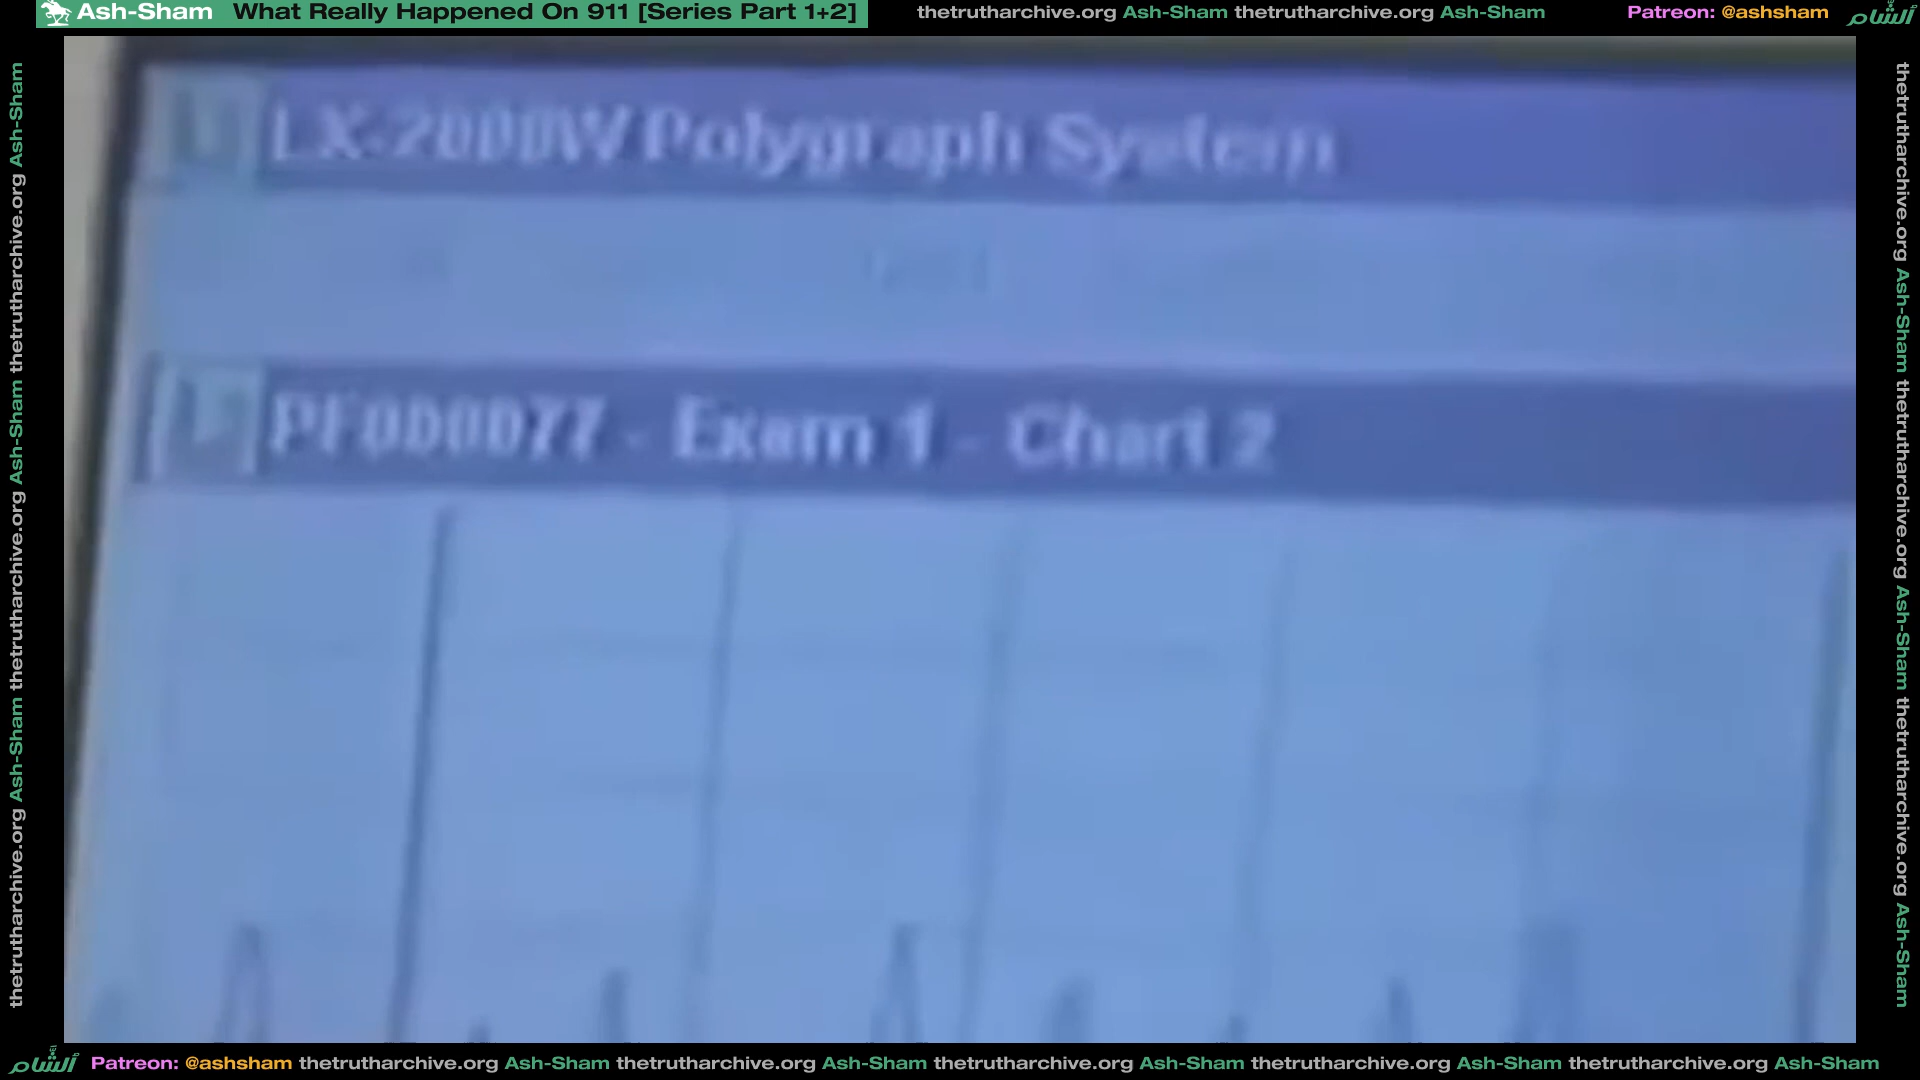 Ash-Sham What Really Happened On 911 [Series Part 1+2] thetrutharchive.org Ash-Sham thetrutharchive.org Ash-Sham Patreon: @ashsham الشام
LX-2000W Polygraph System
PF000077 - Exam 1 - Chart 2
thetrutharchive.org Ash-Sham thetrutharchive.org Ash-Sham thetrutharchive.org Ash-Sham
thetrutharchive.org Ash-Sham thetrutharchive.org Ash-Sham thetrutharchive.org Ash-Sham
الشام Patreon: @ashsham thetrutharchive.org Ash-Sham thetrutharchive.org Ash-Sham thetrutharchive.org Ash-Sham thetrutharchive.org Ash-Sham thetrutharchive.org Ash-Sham